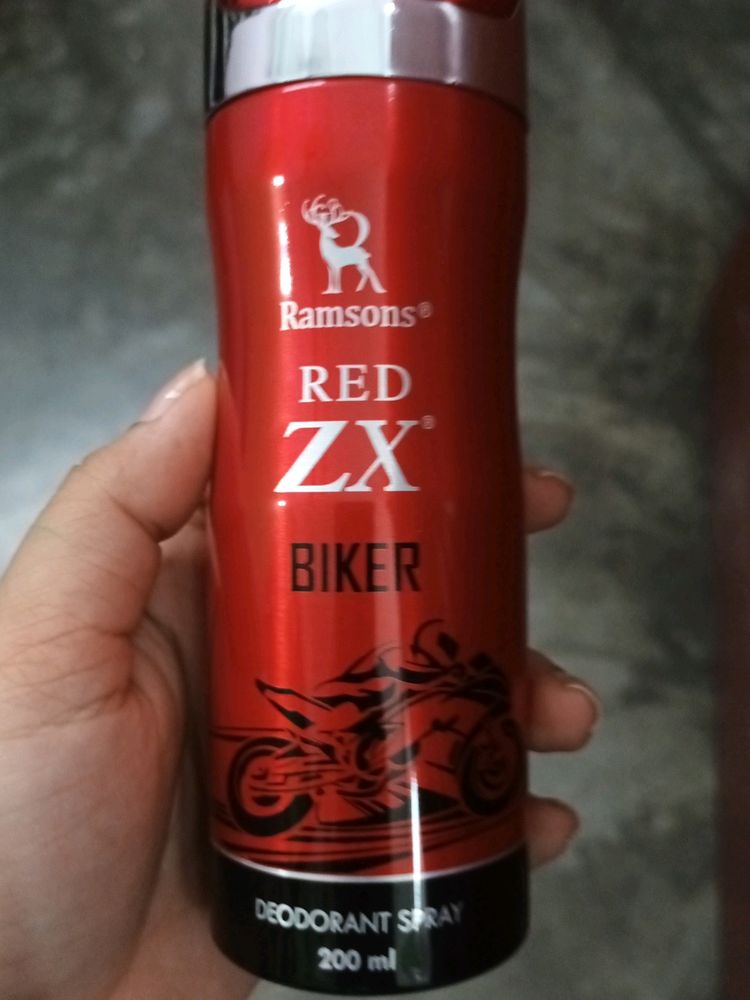 Ramsons®
RED
ZX®
BIKER
DEODORANT SPRAY
200 ml